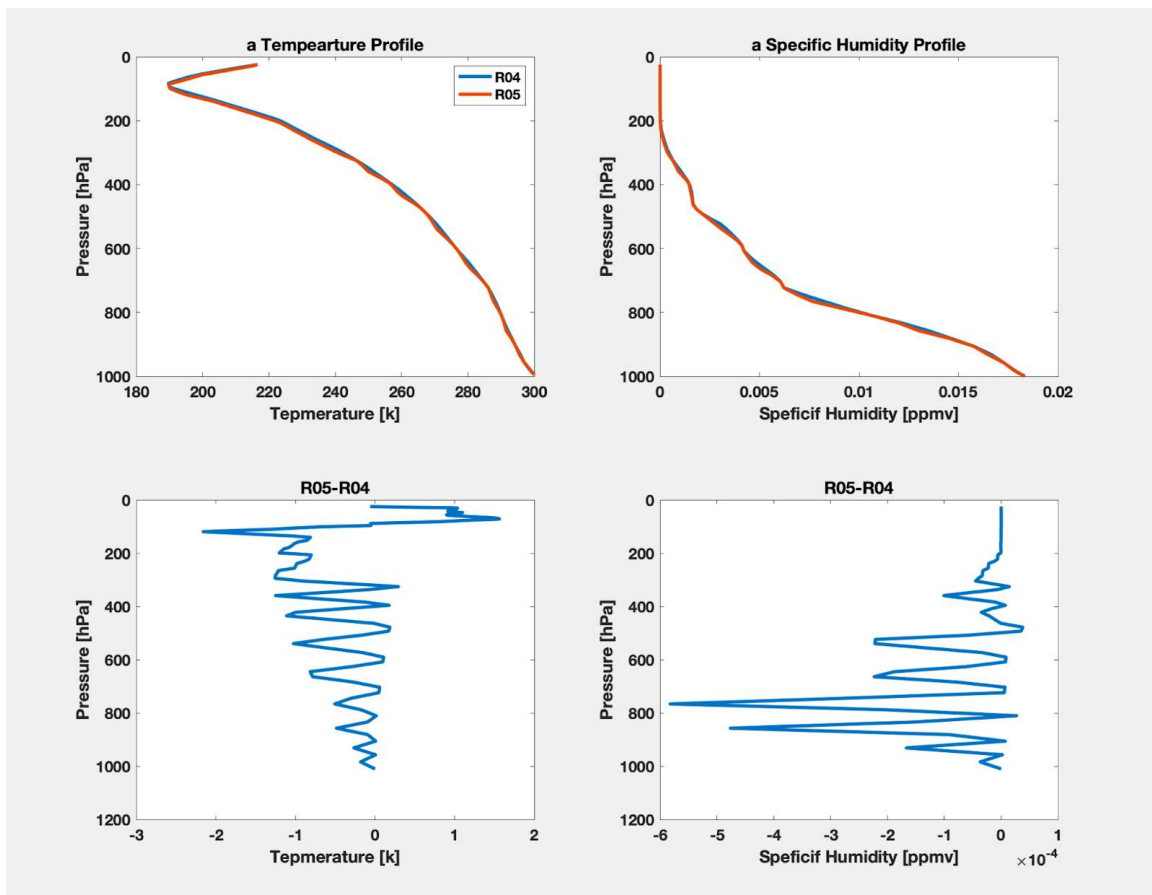 a Tempearture Profile
0
200
400
600
800
1000
Pressure [hPa]
R04
R05
180 200 220 240 260 280 300
Tepmerature [k]
a Specific Humidity Profile
0
200
400
600
800
1000
Pressure [hPa]
0 0.005 0.01 0.015 0.02
Speficif Humidity [ppmv]
R05-R04
0
200
400
600
800
1000
1200
Pressure [hPa]
-3 -2 -1 0 1 2
Tepmerature [k]
R05-R04
0
200
400
600
800
1000
1200
Pressure [hPa]
-6 -5 -4 -3 -2 -1 0 1
Speficif Humidity [ppmv]
×10⁻⁴